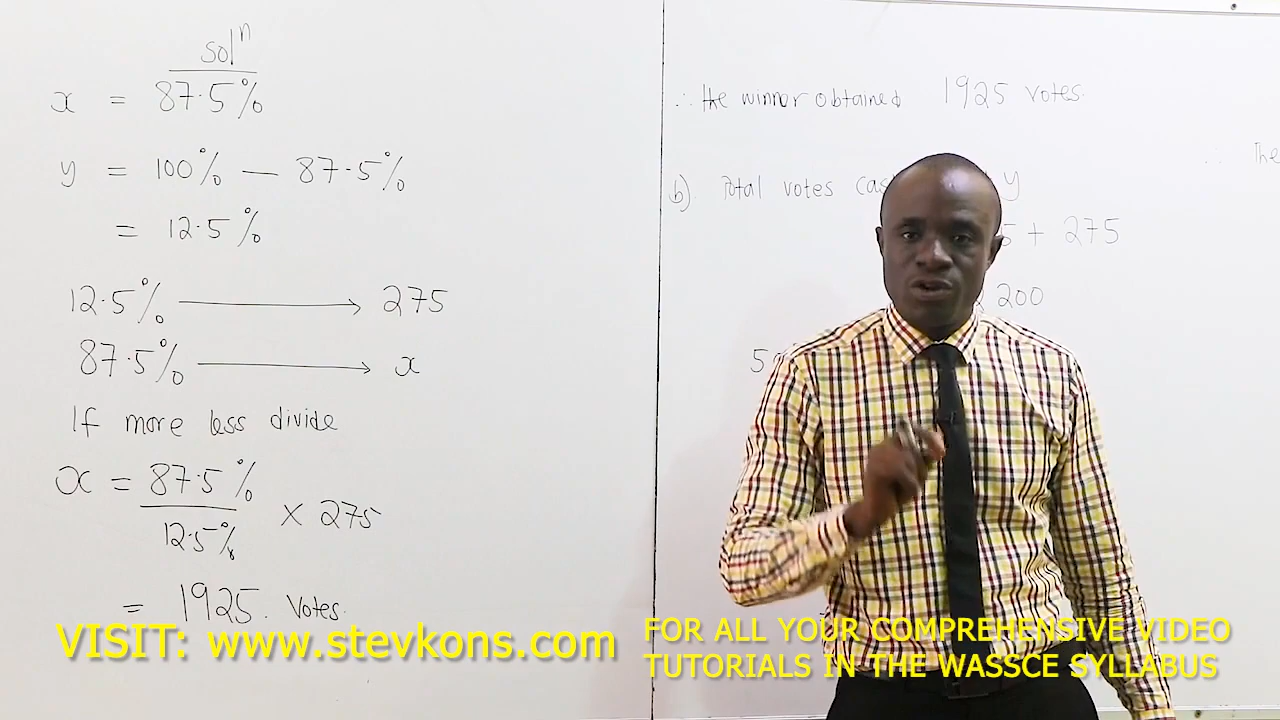 solⁿ
x = 87.5%
y = 100% — 87.5%
= 12.5%
12.5% → 275
87.5% → x
If more less divide
x = 87.5% / 12.5% × 275
= 1925 votes.
∴ the winner obtained 1925 votes.
∴ The
b). Total votes y
+ 275
200
VISIT: www.stevkons.com
FOR ALL YOUR COMPREHENSIVE VIDEO
TUTORIALS IN THE WASSCE SYLLABUS